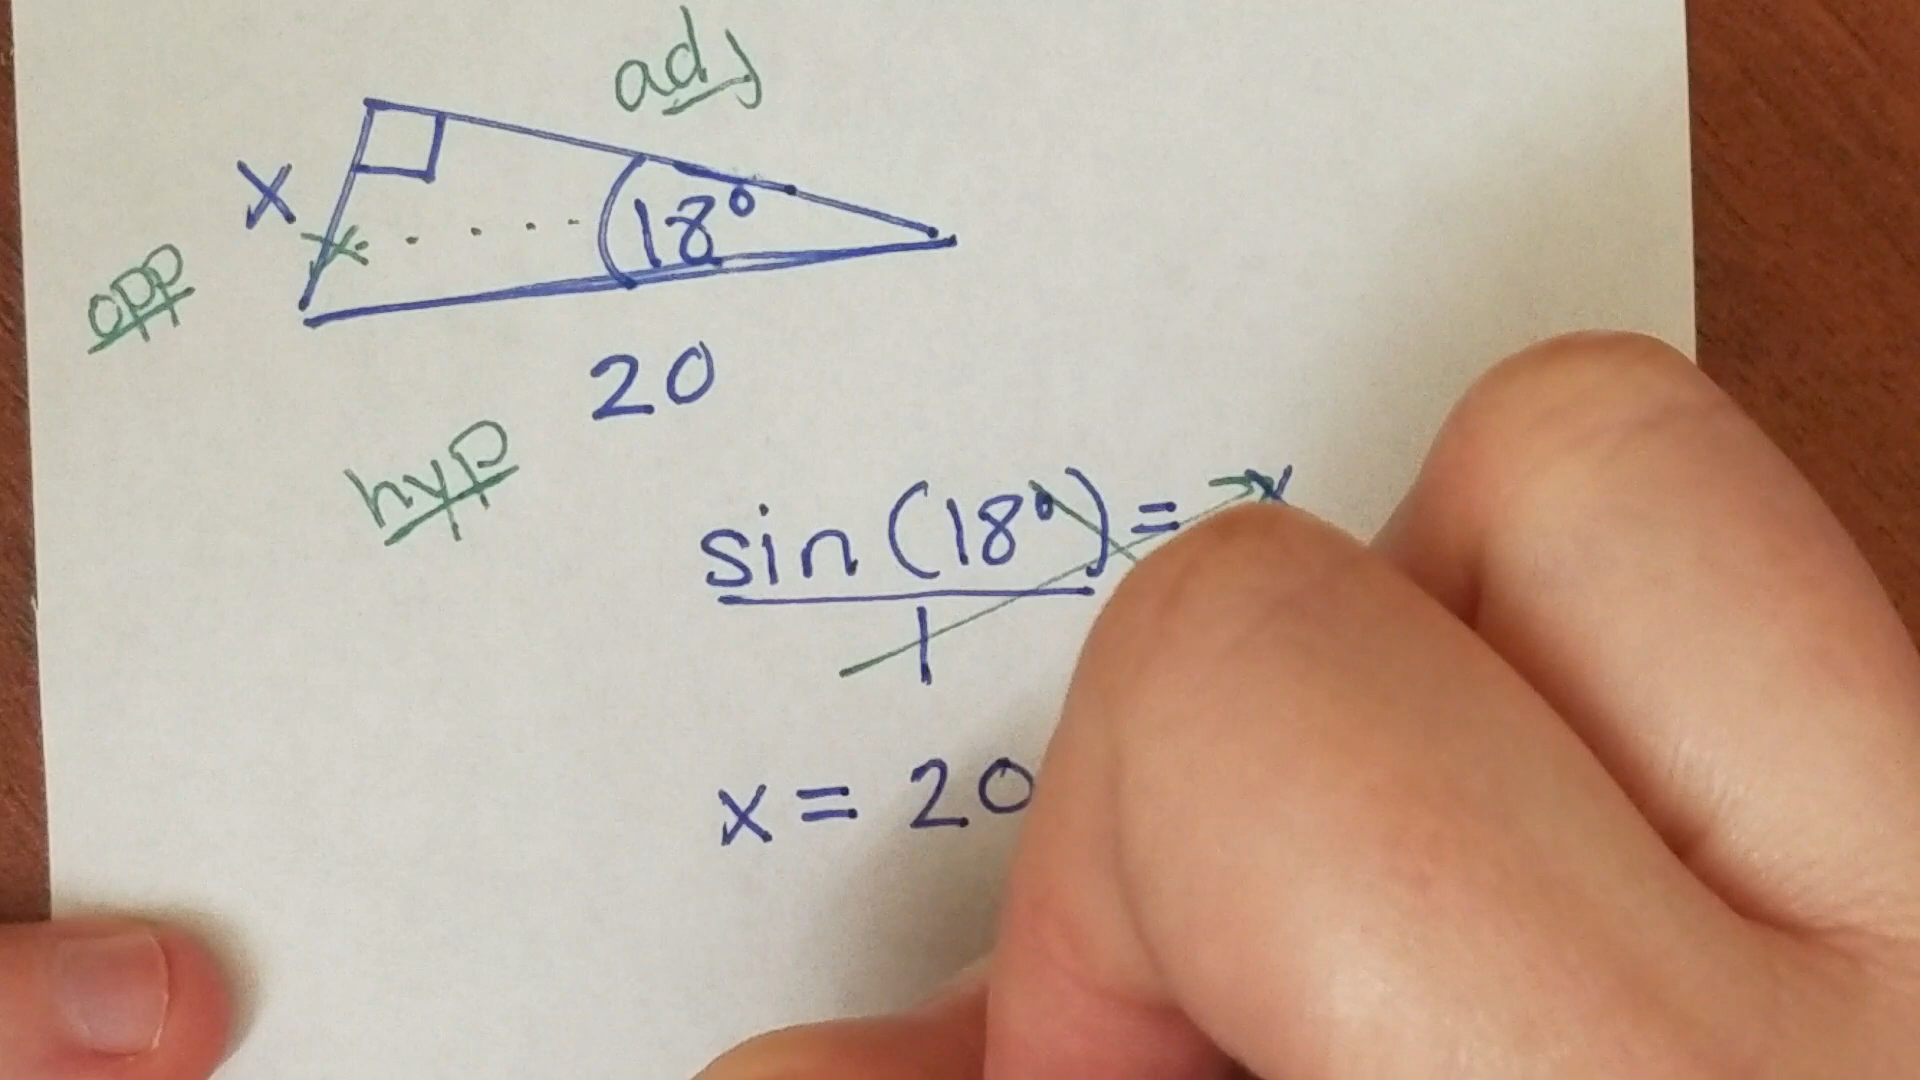 adj
x
18°
opp
20
hyp
sin (18°) = x
1
x = 20